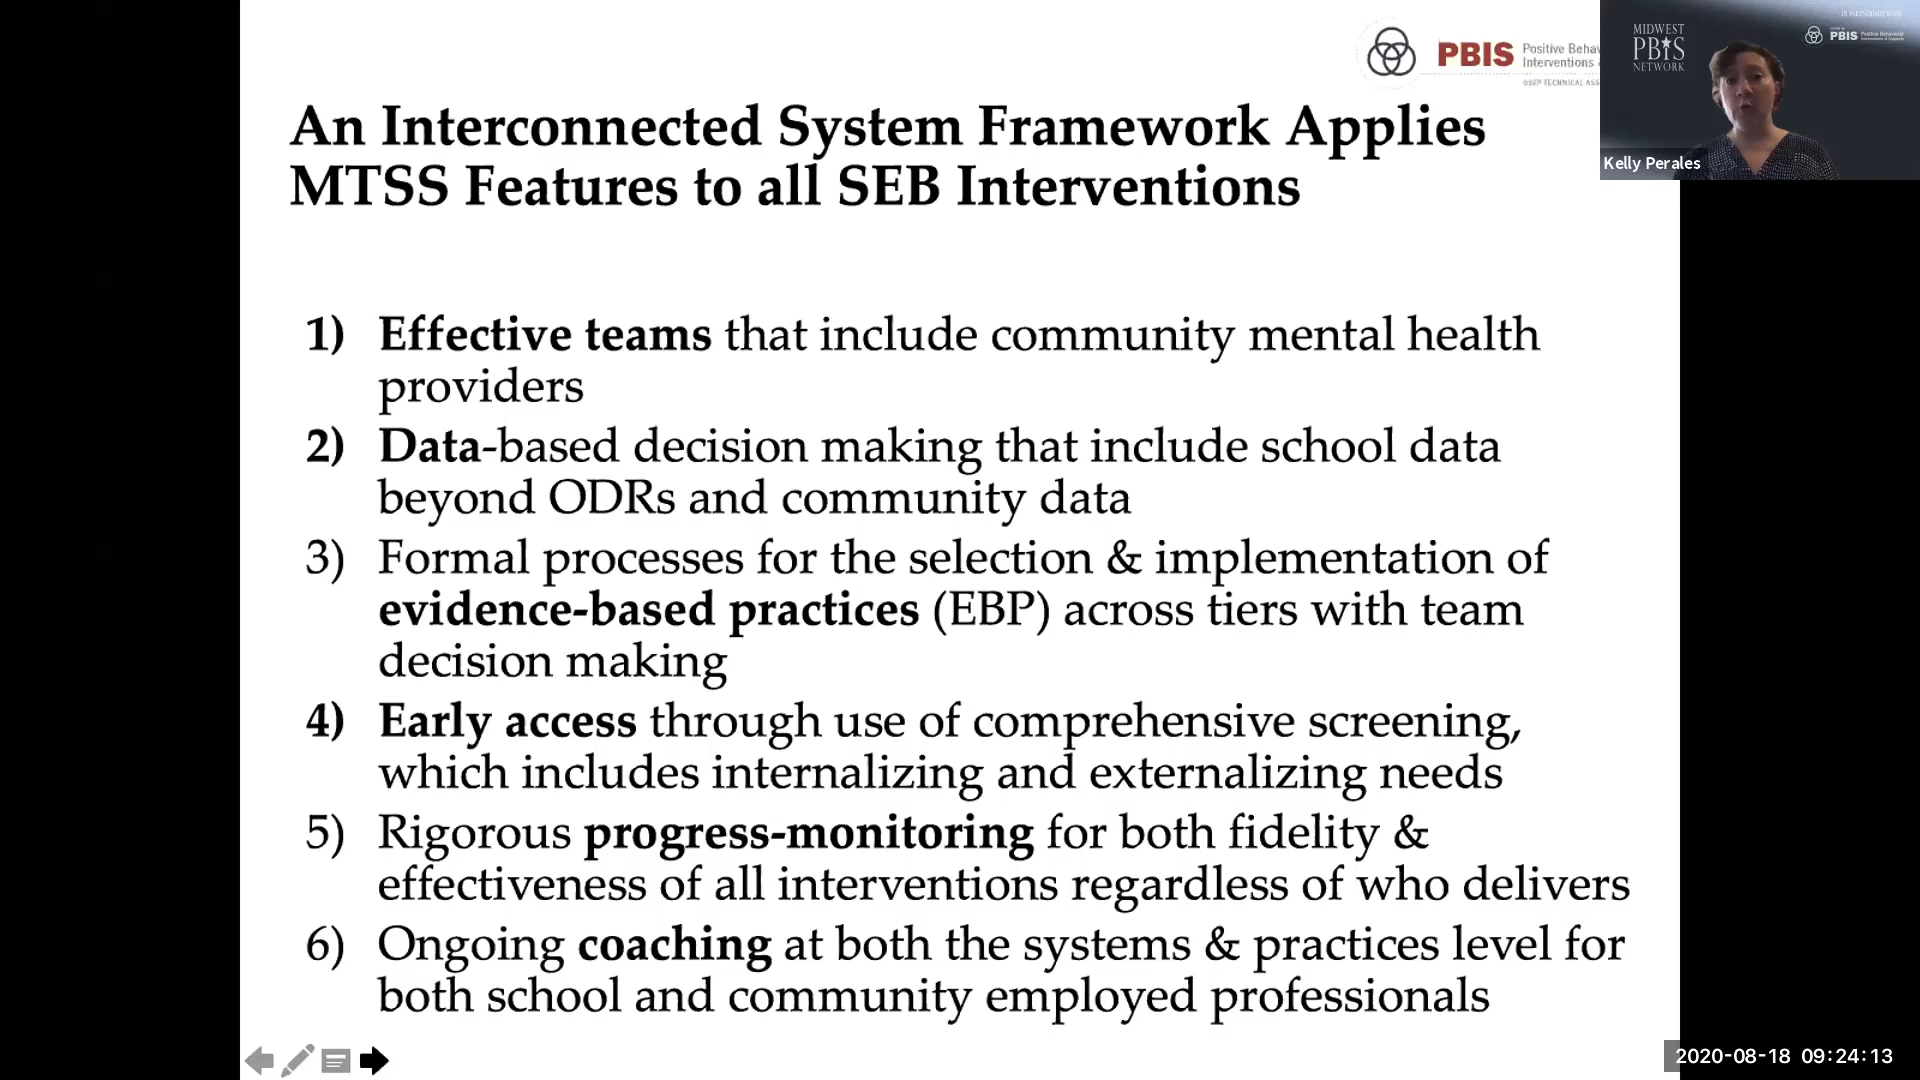 PBIS
Positive Behav
Interventions
OSEP TECHNICAL ASS
MIDWEST
PBIS
NETWORK
PBIS
Kelly Perales
An Interconnected System Framework Applies
MTSS Features to all SEB Interventions
1) Effective teams that include community mental health
providers
2) Data-based decision making that include school data
beyond ODRs and community data
3) Formal processes for the selection & implementation of
evidence-based practices (EBP) across tiers with team
decision making
4) Early access through use of comprehensive screening,
which includes internalizing and externalizing needs
5) Rigorous progress-monitoring for both fidelity &
effectiveness of all interventions regardless of who delivers
6) Ongoing coaching at both the systems & practices level for
both school and community employed professionals
2020-08-18 09:24:13